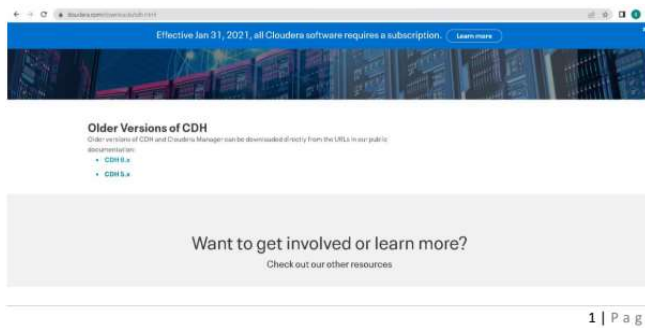 Effective Jan 31, 2021, all Cloudera software requires a subscription. Learn more
Older Versions of CDH
Older versions of CDH and Cloudera Manager can be downloaded directly from the URLs in our public
documentation:
• CDH 6.x
• CDH 5.x
Want to get involved or learn more?
Check out our other resources
1 | Pag